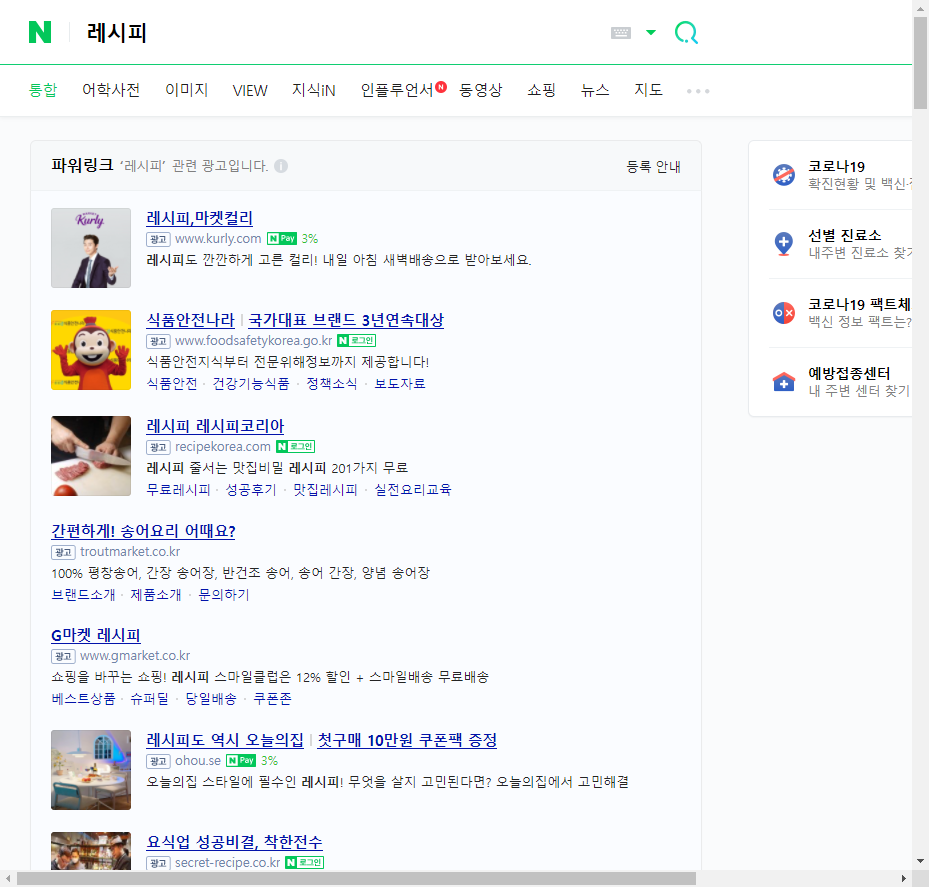 N 레시피
통합 어학사전 이미지 VIEW 지식iN 인플루언서 N 동영상 쇼핑 뉴스 지도
파워링크 '레시피' 관련 광고입니다. 등록 안내
Kurly
레시피,마켓컬리
광고 www.kurly.com N Pay 3%
레시피도 깐깐하게 고른 컬리! 내일 아침 새벽배송으로 받아보세요.
식품안전나라 국가대표 브랜드 3년연속대상
광고 www.foodsafetykorea.go.kr N 로그인
식품안전지식부터 전문위해정보까지 제공합니다!
식품안전 · 건강기능식품 · 정책소식 · 보도자료
레시피 레시피코리아
광고 recipekorea.com N 로그인
레시피 줄서는 맛집비밀 레시피 201가지 무료
무료레시피 · 성공후기 · 맛집레시피 · 실전요리교육
간편하게! 송어요리 어때요?
광고 troutmarket.co.kr
100% 평창송어, 간장 송어장, 반건조 송어, 송어 간장, 양념 송어장
브랜드소개 · 제품소개 · 문의하기
G마켓 레시피
광고 www.gmarket.co.kr
쇼핑을 바꾸는 쇼핑! 레시피 스마일클럽은 12% 할인 + 스마일배송 무료배송
베스트상품 · 슈퍼딜 · 당일배송 · 쿠폰존
레시피도 역시 오늘의집 첫구매 10만원 쿠폰팩 증정
광고 ohou.se N Pay 3%
오늘의집 스타일에 필수인 레시피! 무엇을 살지 고민된다면? 오늘의집에서 고민해결
요식업 성공비결, 착한전수
광고 secret-recipe.co.kr N 로그인
코로나19
확진현황 및 백신·
선별 진료소
내주변 진료소 찾기
코로나19 팩트체
백신 정보 팩트는?
예방접종센터
내 주변 센터 찾기